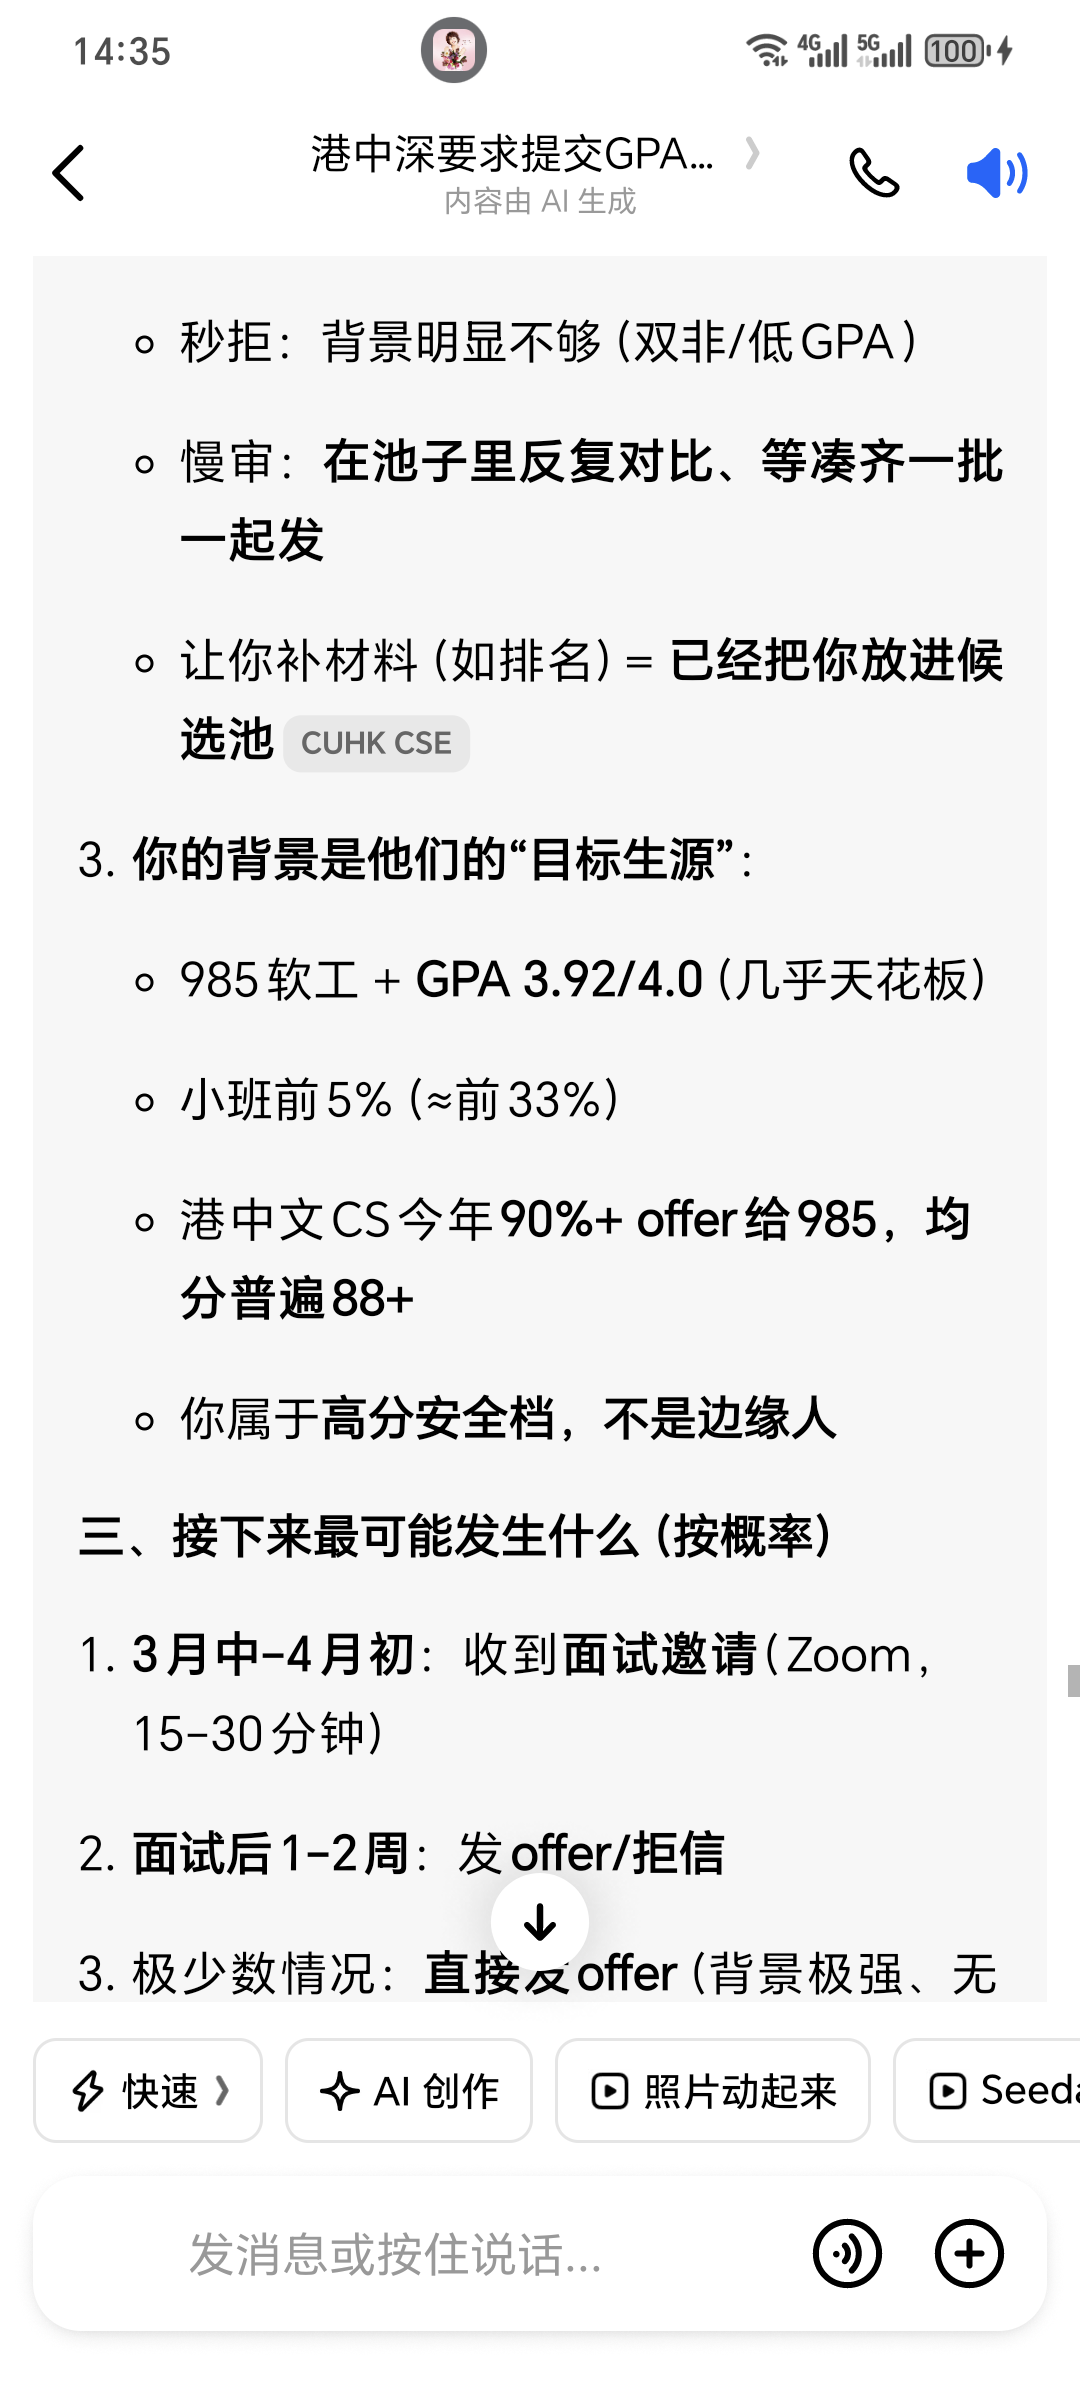 14:35
4G
5G
100
港中深要求提交GPA...
内容由 AI 生成
秒拒：背景明显不够（双非/低GPA）
慢审：在池子里反复对比、等凑齐一批
一起发
让你补材料（如排名）= 已经把你放进候
选池 CUHK CSE
3. 你的背景是他们的“目标生源”：
985软工 + GPA 3.92/4.0（几乎天花板）
小班前5%（≈前33%）
港中文CS今年90%+ offer给985，均
分普遍88+
你属于高分安全档，不是边缘人
三、接下来最可能发生什么（按概率）
1. 3月中–4月初：收到面试邀请（Zoom，
15–30分钟）
2. 面试后1–2周：发offer/拒信
3. 极少数情况：直接发offer（背景极强、无
快速
AI 创作
照片动起来
Seeda
发消息或按住说话...